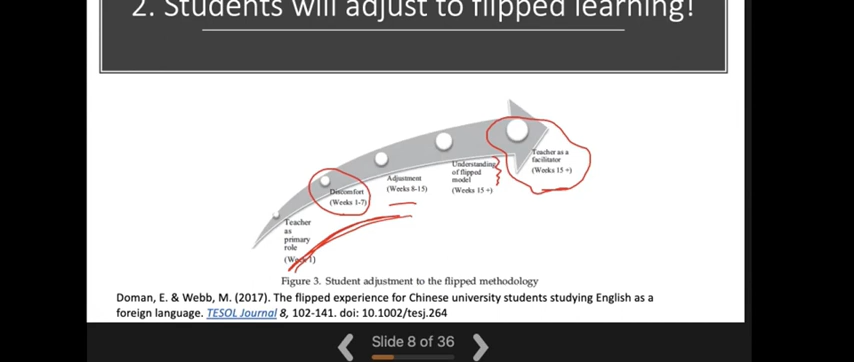 2. Students will adjust to flipped learning!
Teacher
as
primary
role
(Week 1)
Discomfort
(Weeks 1-7)
Adjustment
(Weeks 8-15)
Understanding
of flipped
model
(Weeks 15 +)
Teacher as a
facilitator
(Weeks 15 +)
Figure 3. Student adjustment to the flipped methodology
Doman, E. & Webb, M. (2017). The flipped experience for Chinese university students studying English as a
foreign language. TESOL Journal 8, 102-141. doi: 10.1002/tesj.264
Slide 8 of 36